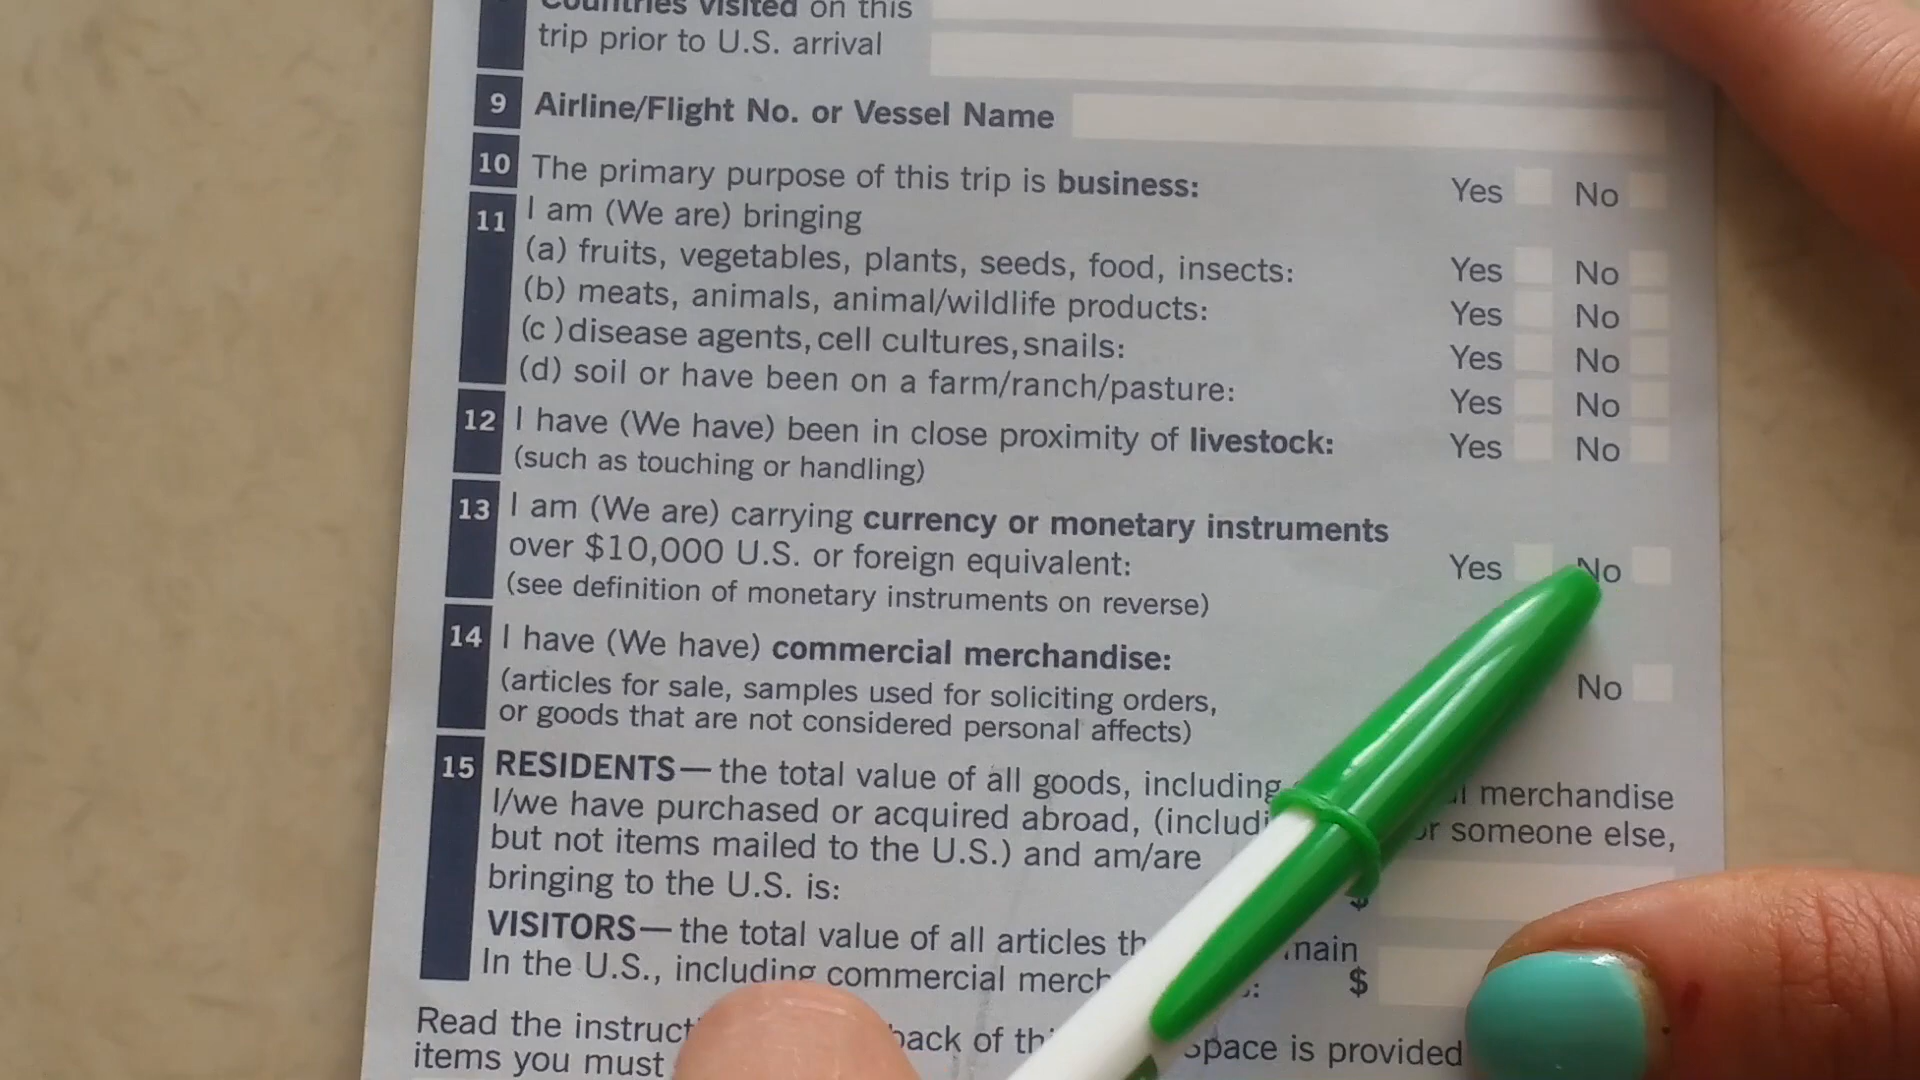 Countries visited on this
trip prior to U.S. arrival
9 Airline/Flight No. or Vessel Name
10 The primary purpose of this trip is business: Yes No
11 I am (We are) bringing
(a) fruits, vegetables, plants, seeds, food, insects: Yes No
(b) meats, animals, animal/wildlife products: Yes No
(c )disease agents, cell cultures, snails: Yes No
(d) soil or have been on a farm/ranch/pasture: Yes No
12 I have (We have) been in close proximity of livestock: Yes No
(such as touching or handling)
13 I am (We are) carrying currency or monetary instruments
over $10,000 U.S. or foreign equivalent: Yes No
(see definition of monetary instruments on reverse)
14 I have (We have) commercial merchandise:
(articles for sale, samples used for soliciting orders, No
or goods that are not considered personal affects)
15 RESIDENTS— the total value of all goods, including merchandise
I/we have purchased or acquired abroad, (includi someone else,
but not items mailed to the U.S.) and am/are
bringing to the U.S. is: $
VISITORS— the total value of all articles
In the U.S., including commercial $
Read the of space is provided
items you must